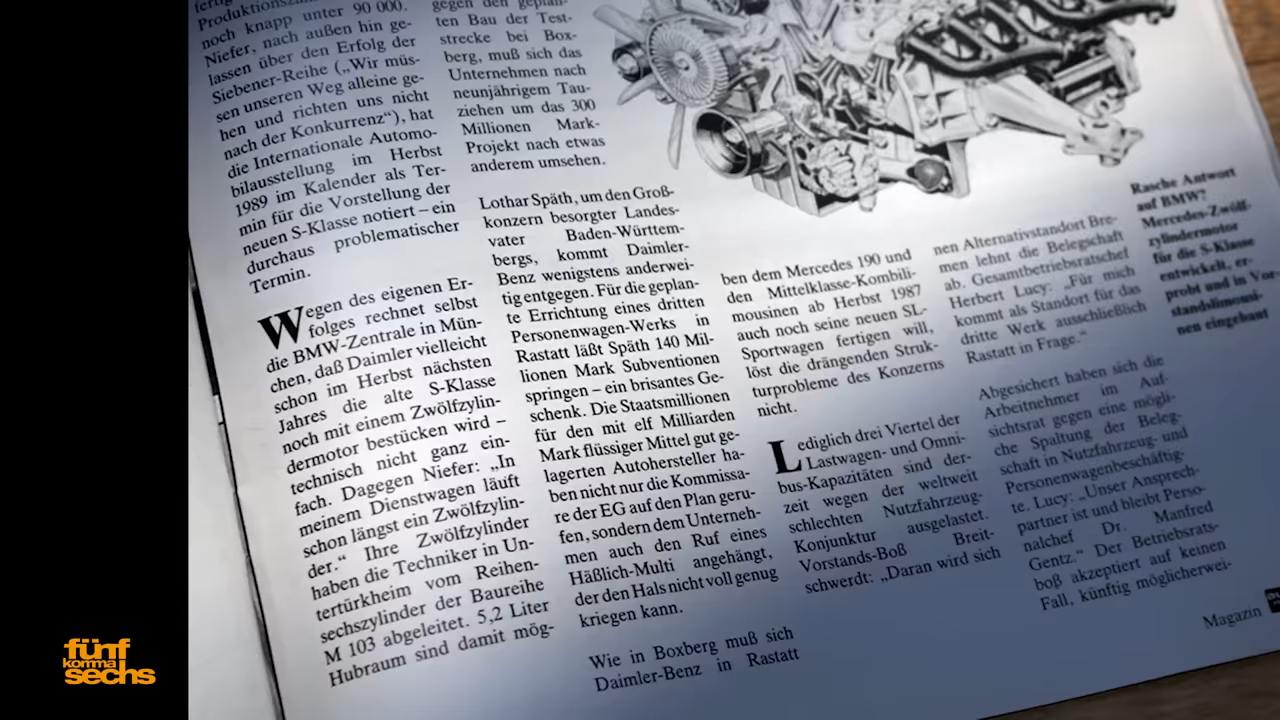 Produktionszahl
noch knapp unter 90 000.
Niefer, nach außen hin ge-
lassen über den Erfolg der
Siebener-Reihe („Wir müs-
sen unseren Weg alleine ge-
hen und richten uns nicht
nach der Konkurrenz“), hat
die Internationale Automo-
bilausstellung im Herbst
1989 im Kalender als Ter-
min für die Vorstellung der
neuen S-Klasse notiert – ein
durchaus problematischer
Termin.
Wegen des eigenen Er-
folges rechnet selbst
die BMW-Zentrale in Mün-
chen, daß Daimler vielleicht
schon im Herbst nächsten
Jahres die alte S-Klasse
noch mit einem Zwölfzylin-
dermotor bestücken wird –
technisch nicht ganz ein-
fach. Dagegen Niefer: „In
meinem Dienstwagen läuft
schon längst ein Zwölfzylin-
der.“ Ihre Zwölfzylinder
haben die Techniker in Un-
tertürkheim vom Reihen-
sechszylinder der Baureihe
M 103 abgeleitet. 5,2 Liter
Hubraum sind damit mög-
gegen den geplan-
ten Bau der Test-
strecke bei Box-
berg, muß sich das
Unternehmen nach
neunjährigem Tau-
ziehen um das 300
Millionen Mark-
Projekt nach etwas
anderem umsehen.
Lothar Späth, um den Groß-
konzern besorgter Landes-
vater Baden-Württem-
bergs, kommt Daimler-
Benz wenigstens anderwei-
tig entgegen. Für die geplan-
te Errichtung eines dritten
Personenwagen-Werks in
Rastatt läßt Späth 140 Mil-
lionen Mark Subventionen
springen – ein brisantes Ge-
schenk. Die Staatsmillionen
für den mit elf Milliarden
Mark flüssiger Mittel gut ge-
lagerten Autohersteller ha-
ben nicht nur die Kommissa-
re der EG auf den Plan geru-
fen, sondern dem Unterneh-
men auch den Ruf eines
Häßlich-Multi angehängt,
der den Hals nicht voll genug
kriegen kann.
Wie in Boxberg muß sich
Daimler-Benz in Rastatt
ben dem Mercedes 190 und
den Mittelklasse-Kombili-
mousinen ab Herbst 1987
auch noch seine neuen SL-
Sportwagen fertigen will,
löst die drängenden Struk-
turprobleme des Konzerns
nicht.
Lediglich drei Viertel der
Lastwagen- und Omni-
bus-Kapazitäten sind der-
zeit wegen der weltweit
schlechten Nutzfahrzeug-
Konjunktur ausgelastet.
Vorstands-Boß Breit-
schwerdt: „Daran wird sich
nen Alternativstandort Bre-
men lehnt die Belegschaft
ab. Gesamtbetriebsratschef
Herbert Lucy: „Für mich
kommt als Standort für das
dritte Werk ausschließlich
Rastatt in Frage.“
Abgesichert haben sich die
Arbeitnehmer im Auf-
sichtsrat gegen eine mögli-
che Spaltung der Beleg-
schaft in Nutzfahrzeug- und
Personenwagenbeschäftig-
te. Lucy: „Unser Ansprech-
partner ist und bleibt Perso-
nalchef Dr. Manfred
Gentz.“ Der Betriebsrats-
boß akzeptiert auf keinen
Fall, künftig möglicherwei-
Rasche Antwort
auf BMW?
Mercedes-Zwölf-
zylindermotor
für die S-Klasse
entwickelt, er-
probt und in Vor-
standslimousi-
nen eingebaut
Magazin
fünf
komma
sechs